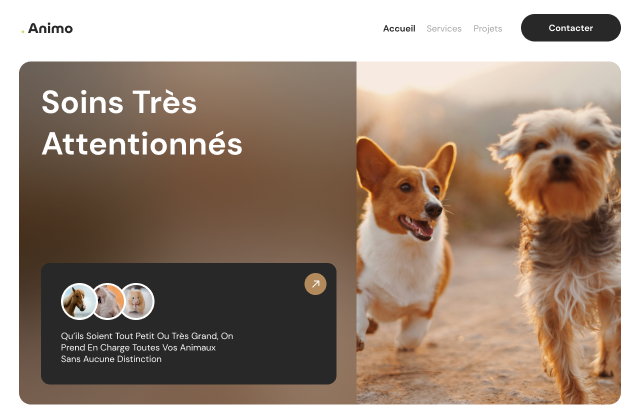 Animo
Accueil Services Projets Contacter
Soins Très
Attentionnés
Qu'ils Soient Tout Petit Ou Très Grand, On
Prend En Charge Toutes Vos Animaux
Sans Aucune Distinction